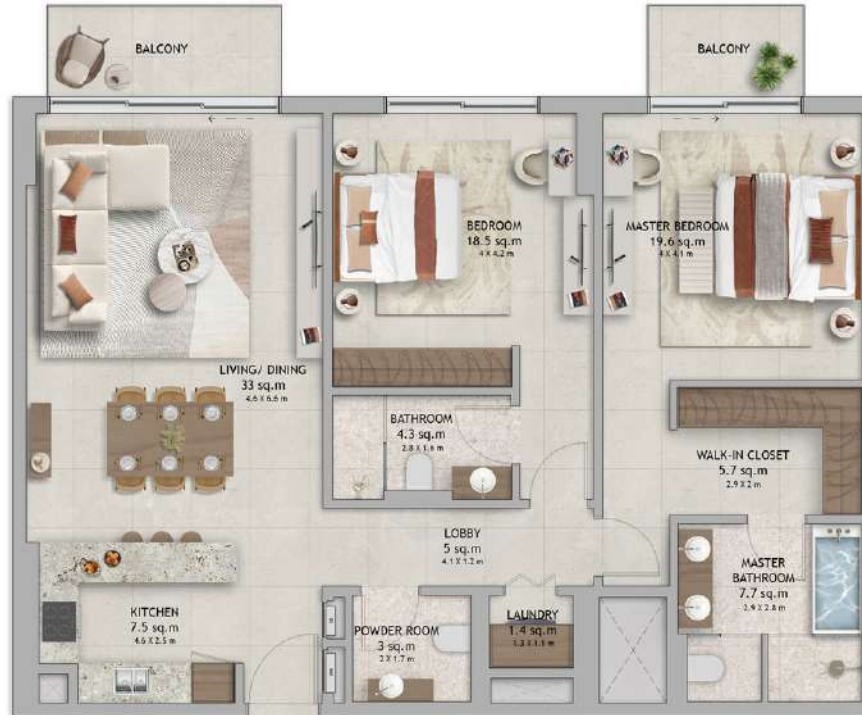 BALCONY
BALCONY
BEDROOM
18.5 sq.m
4 X 4.2 m
MASTER BEDROOM
19.6 sq.m
4 X 4.1 m
LIVING/ DINING
33 sq.m
4.6 X 6.6 m
BATHROOM
4.3 sq.m
2.8 X 1.6 m
WALK-IN CLOSET
5.7 sq.m
2.9 X 2 m
LOBBY
5 sq.m
4.1 X 1.2 m
MASTER
BATHROOM
7.7 sq.m
2.9 X 2.8 m
KITCHEN
7.5 sq.m
4.6 X 2.5 m
POWDER ROOM
3 sq.m
2 X 1.7 m
LAUNDRY
1.4 sq.m
1.3 X 1.1 m